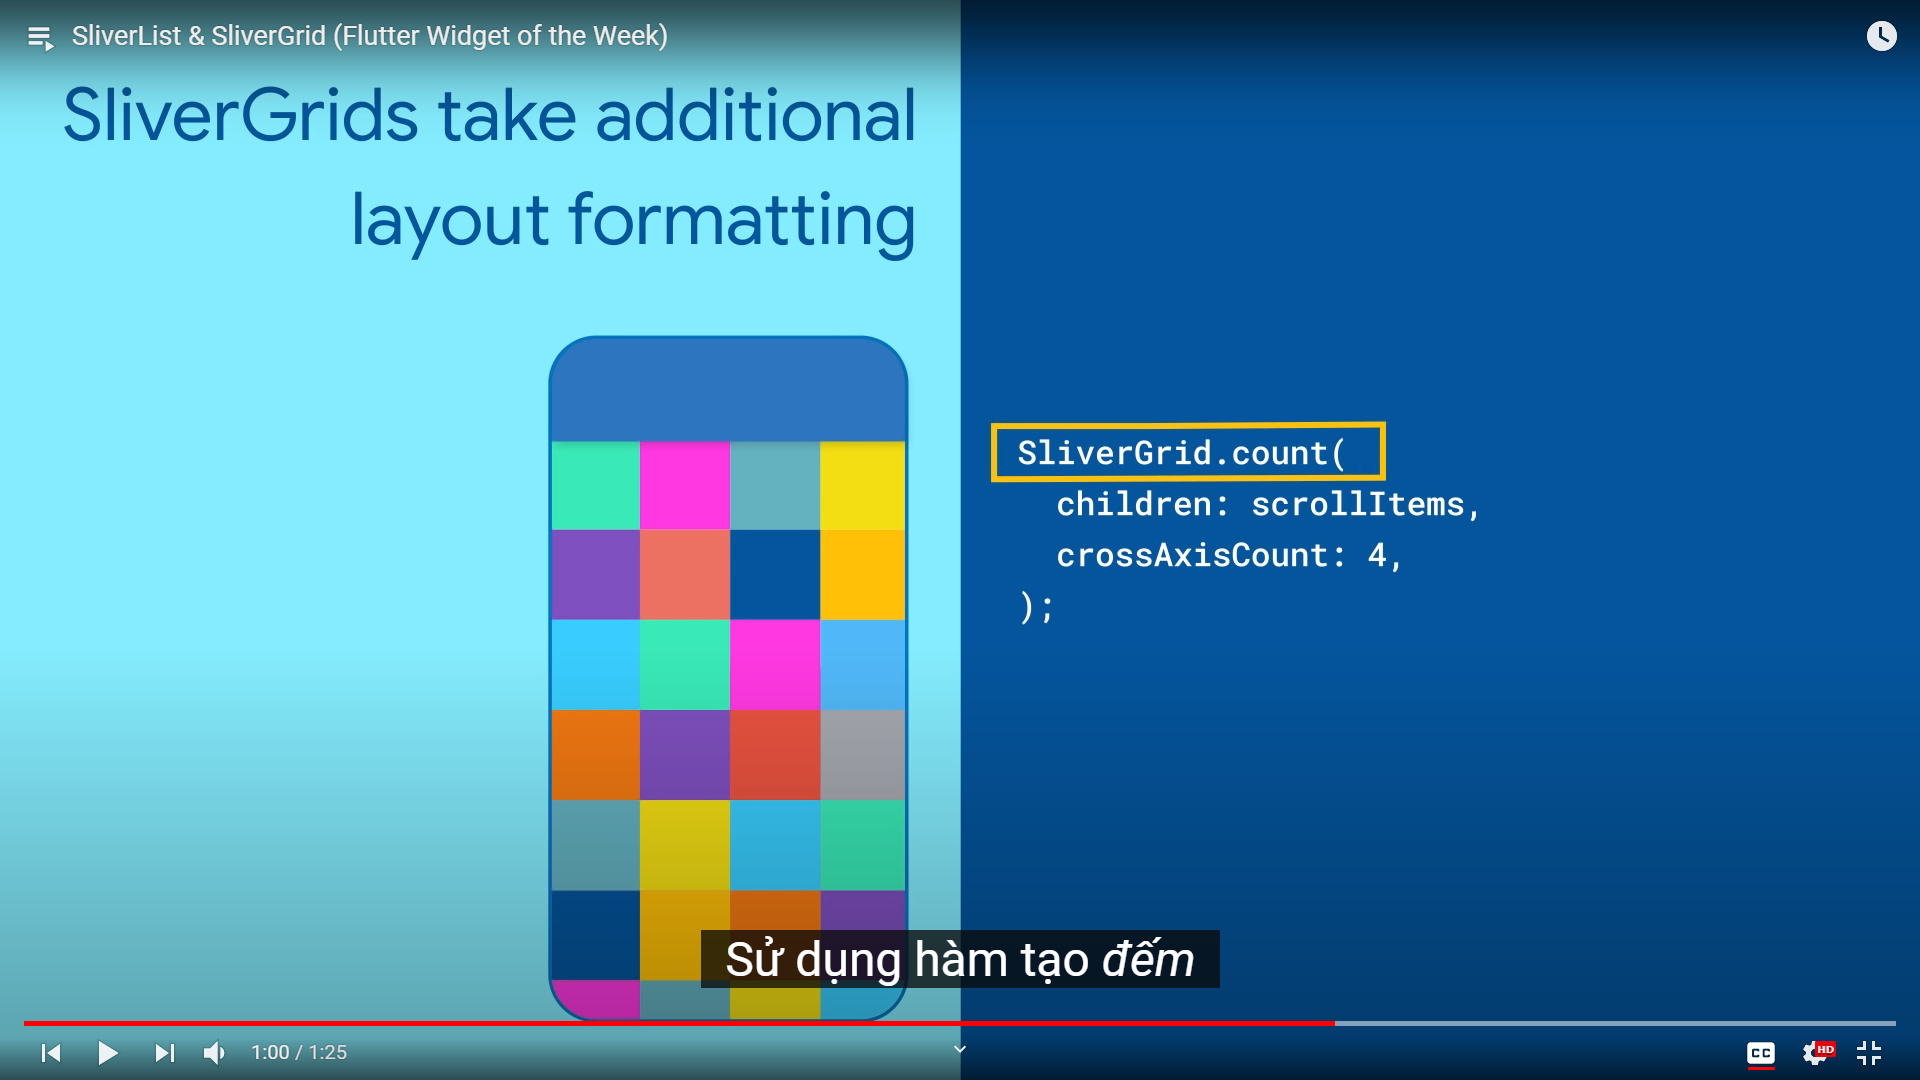 SliverList & SliverGrid (Flutter Widget of the Week)
SliverGrids take additional
layout formatting
SliverGrid.count(
children: scrollItems,
crossAxisCount: 4,
);
Sử dụng hàm tạo đếm
1:00 / 1:25
CC
HD